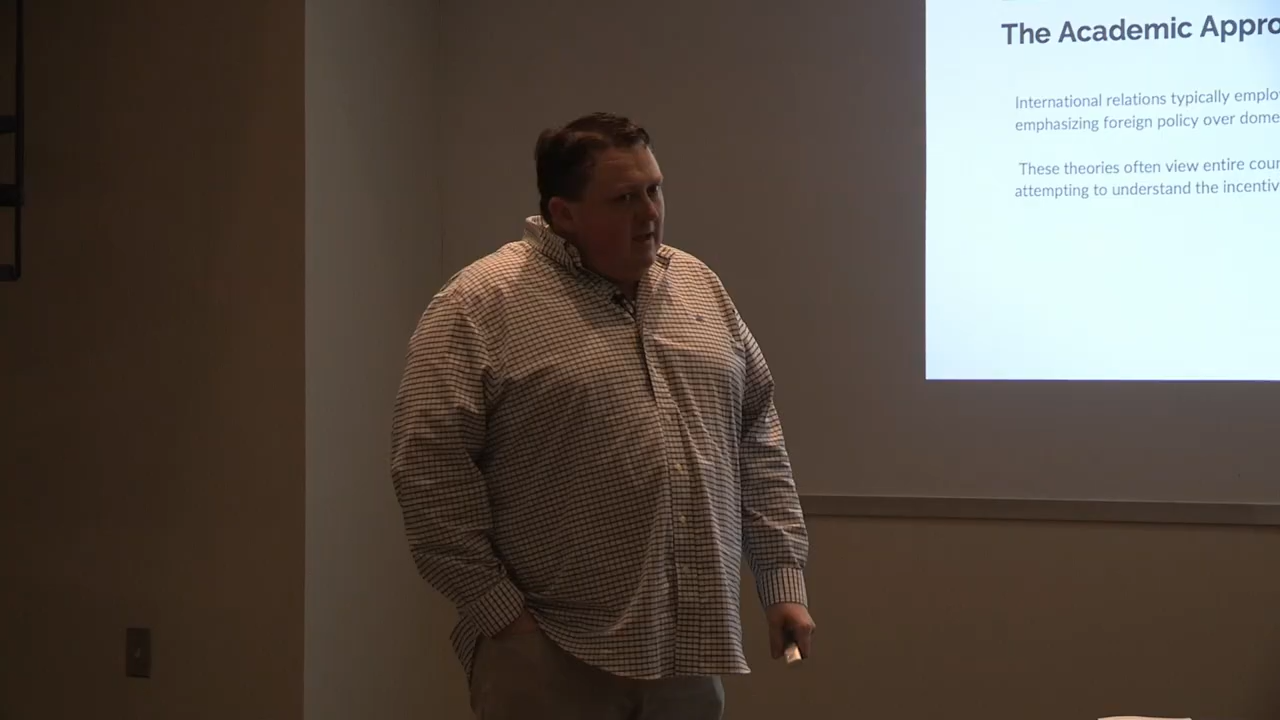 The Academic Appro
International relations typically emplo
emphasizing foreign policy over dome
These theories often view entire coun
attempting to understand the incentiv